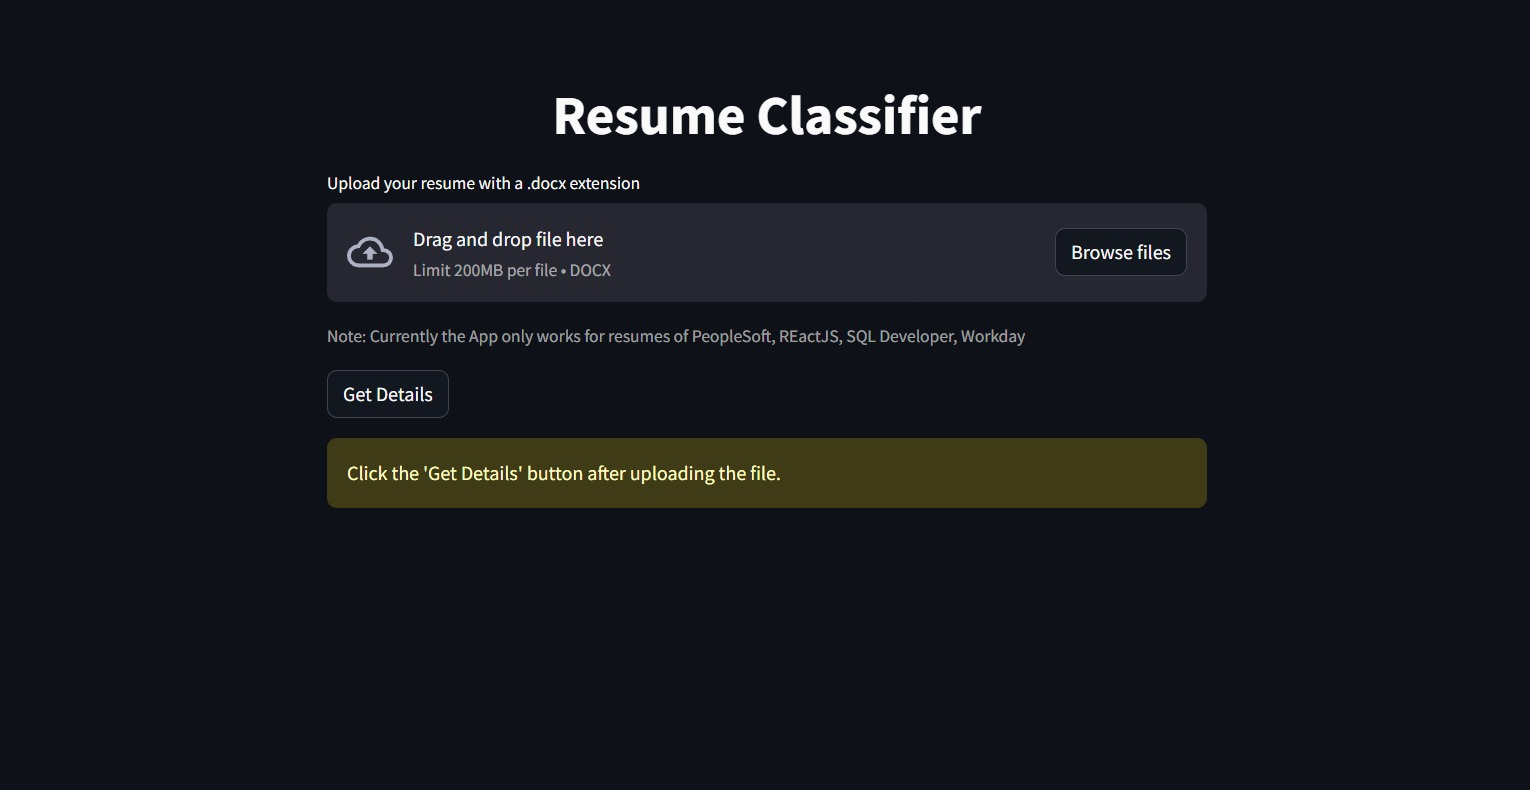 Resume Classifier
Upload your resume with a .docx extension
Drag and drop file here
Limit 200MB per file • DOCX
Browse files
Note: Currently the App only works for resumes of PeopleSoft, REactJS, SQL Developer, Workday
Get Details
Click the 'Get Details' button after uploading the file.